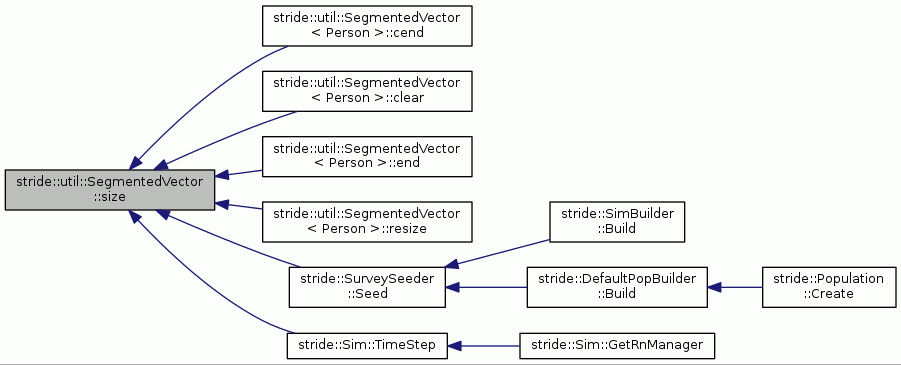 stride::util::SegmentedVector
< Person >::cend
stride::util::SegmentedVector
< Person >::clear
stride::util::SegmentedVector
< Person >::end
stride::util::SegmentedVector
::size
stride::util::SegmentedVector
< Person >::resize
stride::SimBuilder
::Build
stride::SurveySeeder
::Seed
stride::DefaultPopBuilder
::Build
stride::Population
::Create
stride::Sim::TimeStep
stride::Sim::GetRnManager